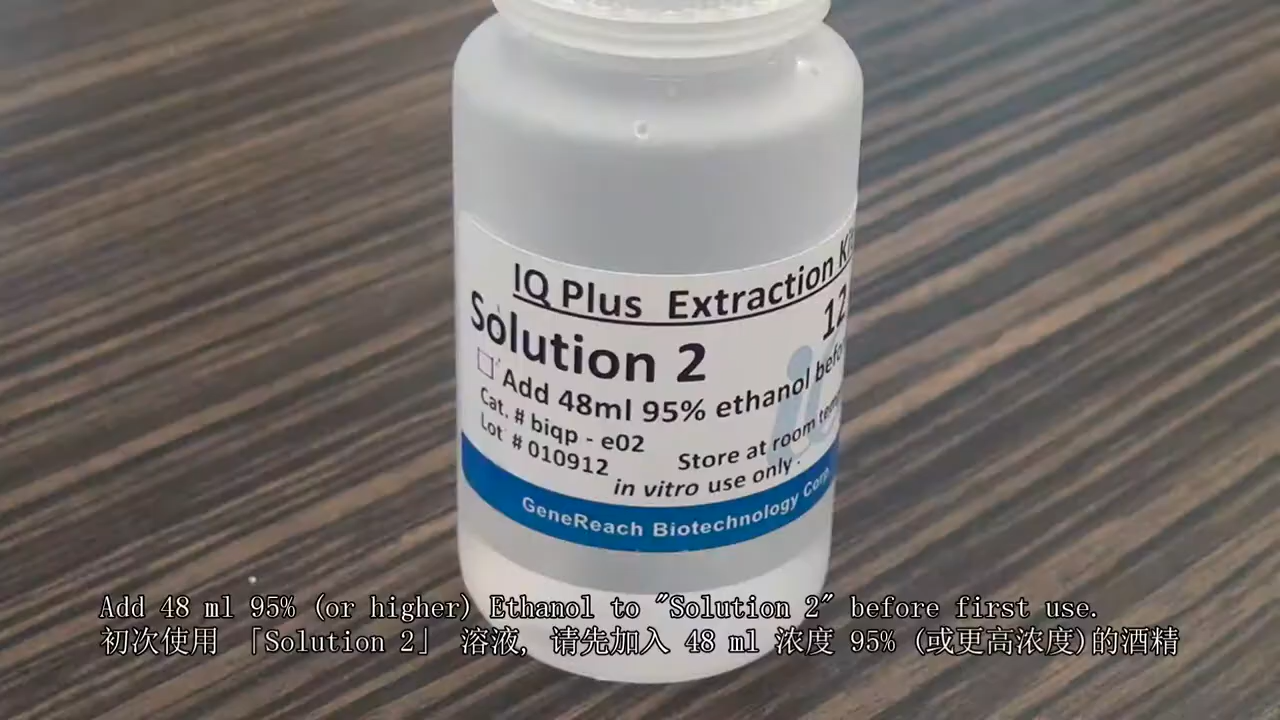 IQ Plus Extraction
Solution 2
12
Add 48ml 95% ethanol
Cat. # biqp - e02
Lot # 010912
Store at room
in vitro use only.
GeneReach Biotechnology Corp.
Add 48 ml 95% (or higher) Ethanol to "Solution 2" before first use.
初次使用 「Solution 2」 溶液, 请先加入 48 ml 浓度 95% (或更高浓度)的酒精